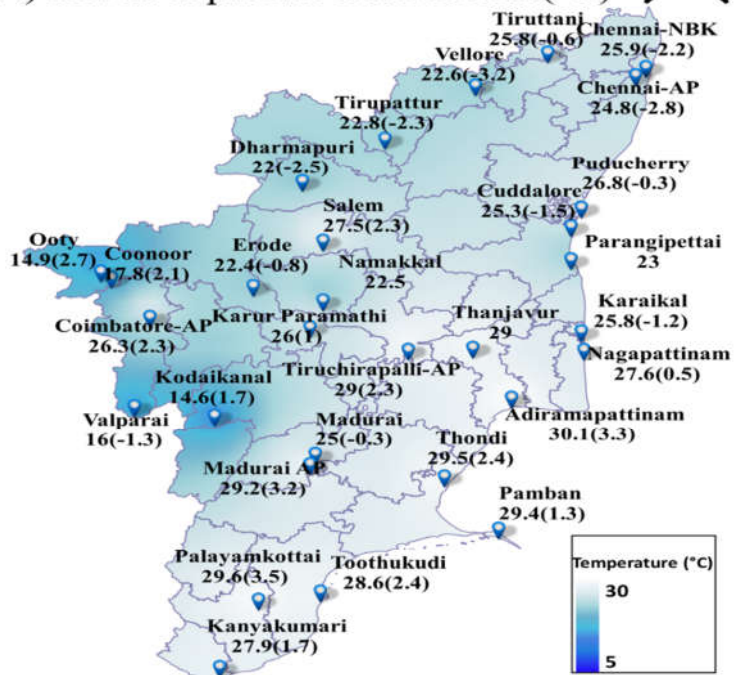 Tiruttani
25.8(-0.6)
Chennai-NBK
25.9(-2.2)
Vellore
22.6(-3.2)
Chennai-AP
24.8(-2.8)
Tirupattur
22.8(-2.3)
Dharmapuri
22(-2.5)
Puducherry
26.8(-0.3)
Cuddalore
25.3(-1.5)
Salem
27.5(2.3)
Ooty
14.9(2.7)
Coonoor
17.8(2.1)
Erode
22.4(-0.8)
Namakkal
22.5
Parangipettai
23
Karaikal
25.8(-1.2)
Coimbatore-AP
26.3(2.3)
Karur Paramathi
26(1)
Thanjavur
29
Nagapattinam
27.6(0.5)
Tiruchirapalli-AP
29(2.3)
Kodaikanal
14.6(1.7)
Adiramapattinam
30.1(3.3)
Valparai
16(-1.3)
Madurai
25(-0.3)
Thondi
29.5(2.4)
Madurai AP
29.2(3.2)
Pamban
29.4(1.3)
Palayamkottai
29.6(3.5)
Toothukudi
28.6(2.4)
Kanyakumari
27.9(1.7)
Temperature (°C)
30
5